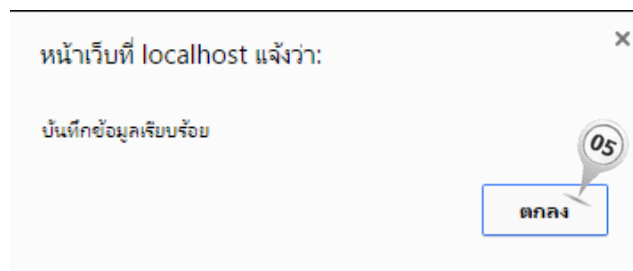 หน้าเว็บที่ localhost แจ้งว่า:
บันทึกข้อมูลเรียบร้อย
05
ตกลง